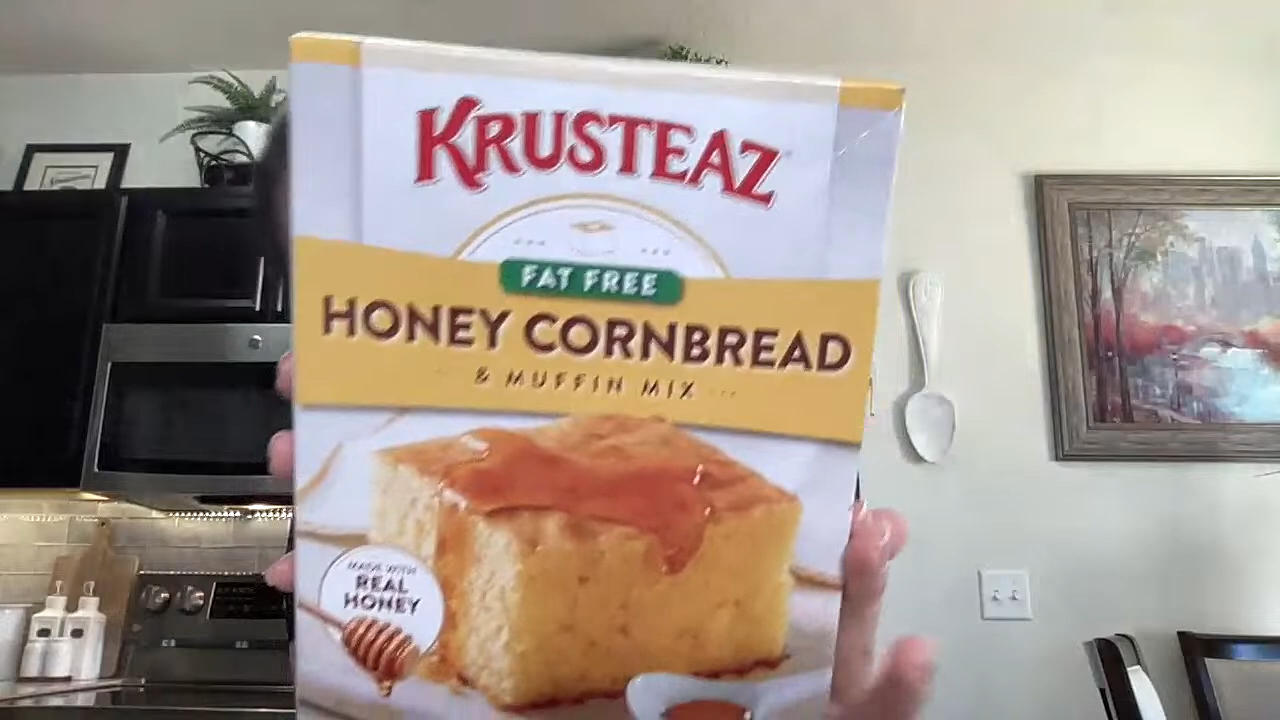 KRUSTEAZ
FAT FREE
HONEY CORNBREAD
& MUFFIN MIX
MADE WITH
REAL
HONEY